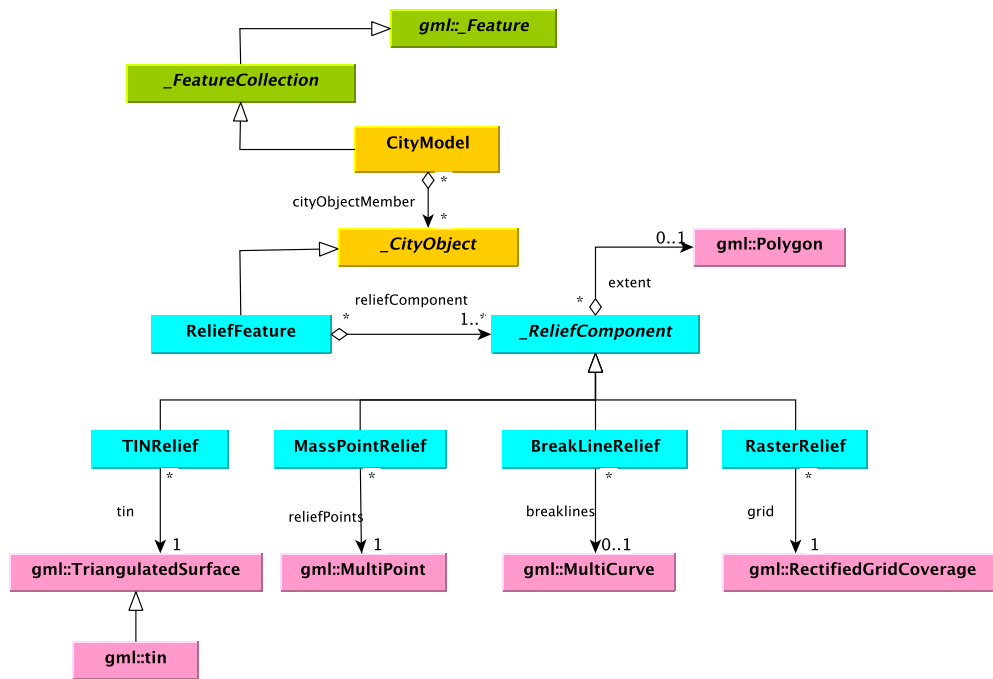 gml::_Feature
_FeatureCollection
CityModel
*
cityObjectMember
*
_CityObject
0..1
gml::Polygon
extent
*
reliefComponent
*
1..*
ReliefFeature
_ReliefComponent
TINRelief
MassPointRelief
BreakLineRelief
RasterRelief
*
*
*
*
tin
reliefPoints
breaklines
grid
1
1
0..1
1
gml::TriangulatedSurface
gml::MultiPoint
gml::MultiCurve
gml::RectifiedGridCoverage
gml::tin